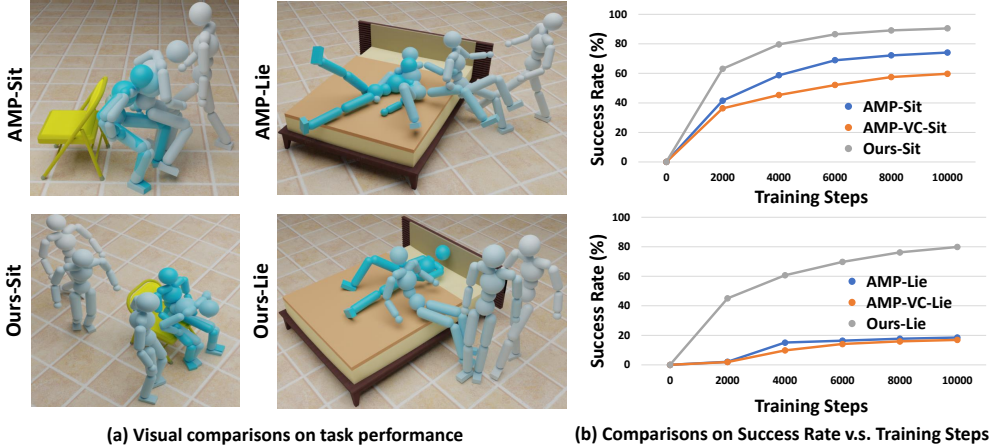 AMP-Sit
AMP-Lie
Ours-Sit
Ours-Lie
(a) Visual comparisons on task performance
Success Rate (%)
100
80
60
40
20
0
AMP-Sit
AMP-VC-Sit
Ours-Sit
0 2000 4000 6000 8000 10000
Training Steps
Success Rate (%)
100
80
60
40
20
0
AMP-Lie
AMP-VC-Lie
Ours-Lie
0 2000 4000 6000 8000 10000
Training Steps
(b) Comparisons on Success Rate v.s. Training Steps